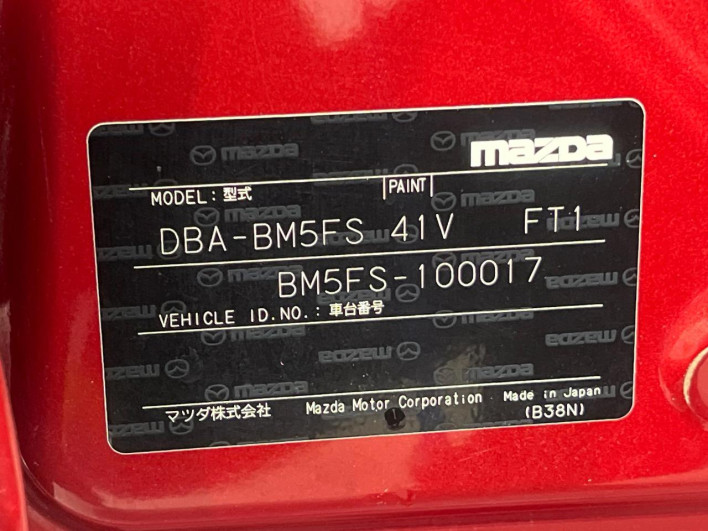 mazda
MODEL:型式 PAINT
DBA-BM5FS 41V FT1
BM5FS-100017
VEHICLE ID.NO.:車台番号
マツダ株式会社 Mazda Motor Corporation Made in Japan
(B38N)